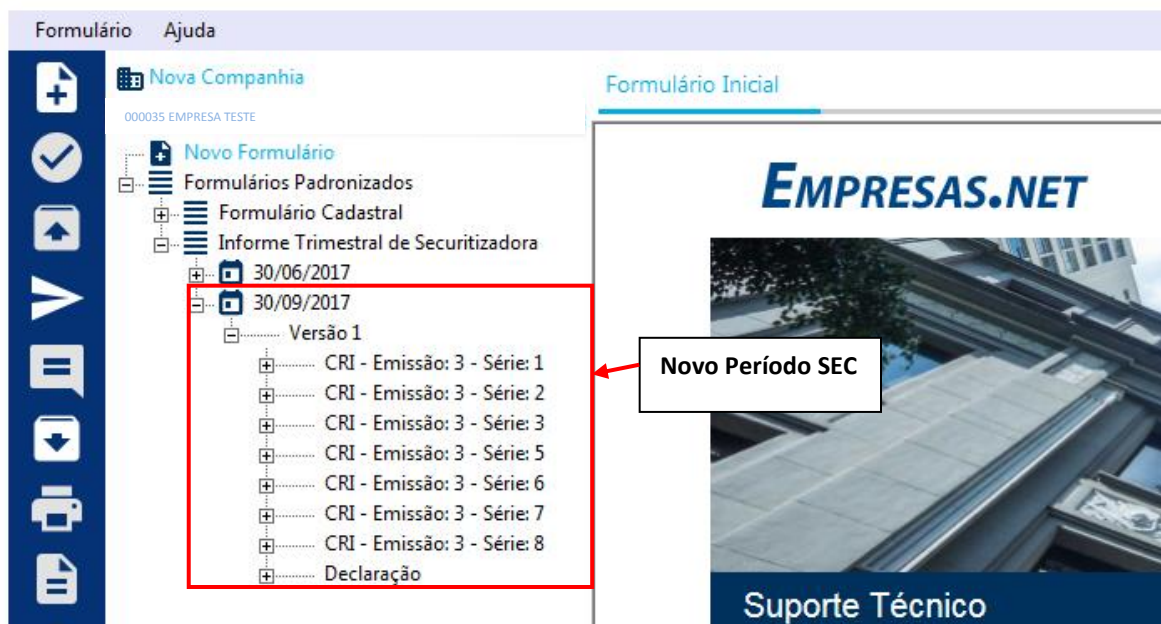 Formulário Ajuda
Nova Companhia
000035 EMPRESA TESTE
Novo Formulário
Formulários Padronizados
Formulário Cadastral
Informe Trimestral de Securitizadora
30/06/2017
30/09/2017
Versão 1
CRI - Emissão: 3 - Série: 1
CRI - Emissão: 3 - Série: 2
CRI - Emissão: 3 - Série: 3
CRI - Emissão: 3 - Série: 5
CRI - Emissão: 3 - Série: 6
CRI - Emissão: 3 - Série: 7
CRI - Emissão: 3 - Série: 8
Declaração
Novo Período SEC
Formulário Inicial
EMPRESAS.NET
Suporte Técnico